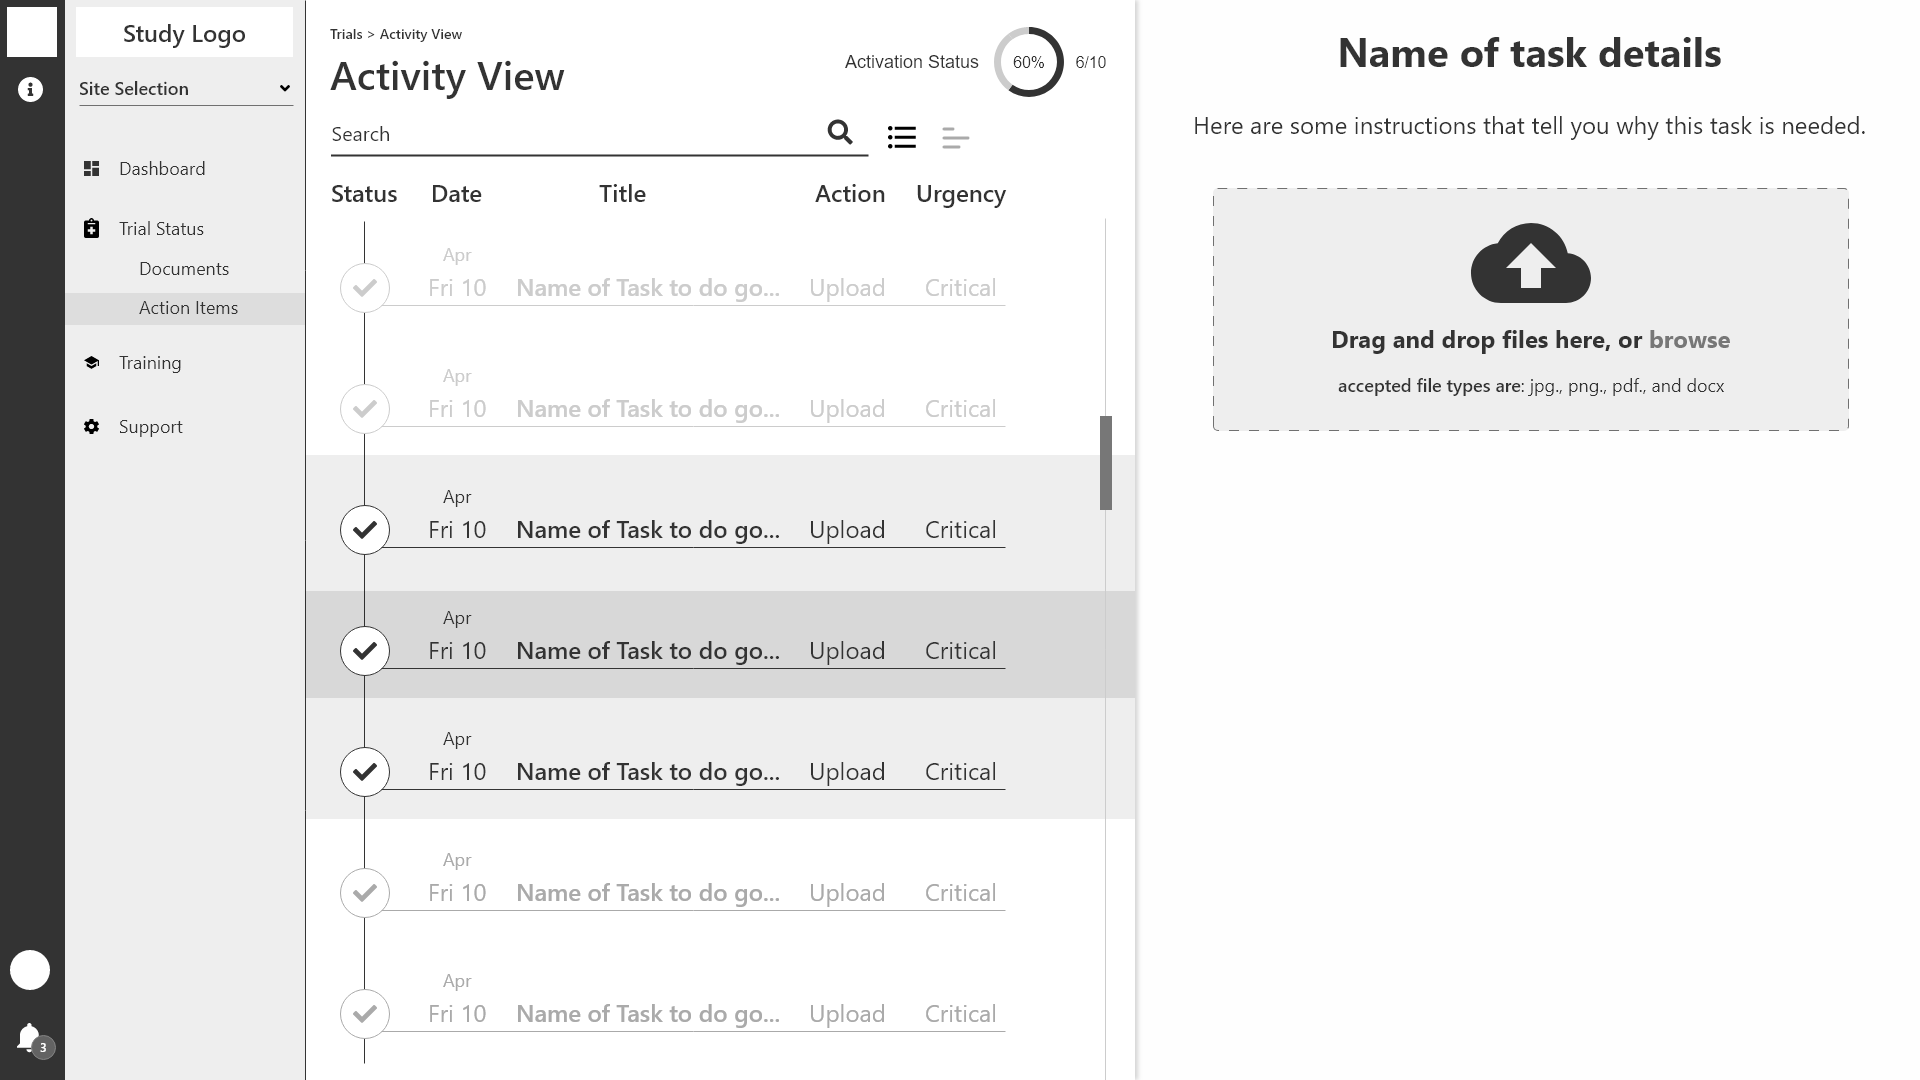 Study Logo
Site Selection
Dashboard
Trial Status
Documents
Action Items
Training
Support
3
Trials > Activity View
Activity View
Activation Status 60% 6/10
Search
Status Date Title Action Urgency
Apr
Fri 10 Name of Task to do go... Upload Critical
Apr
Fri 10 Name of Task to do go... Upload Critical
Apr
Fri 10 Name of Task to do go... Upload Critical
Apr
Fri 10 Name of Task to do go... Upload Critical
Apr
Fri 10 Name of Task to do go... Upload Critical
Apr
Fri 10 Name of Task to do go... Upload Critical
Apr
Fri 10 Name of Task to do go... Upload Critical
Name of task details
Here are some instructions that tell you why this task is needed.
Drag and drop files here, or browse
accepted file types are: jpg., png., pdf., and docx